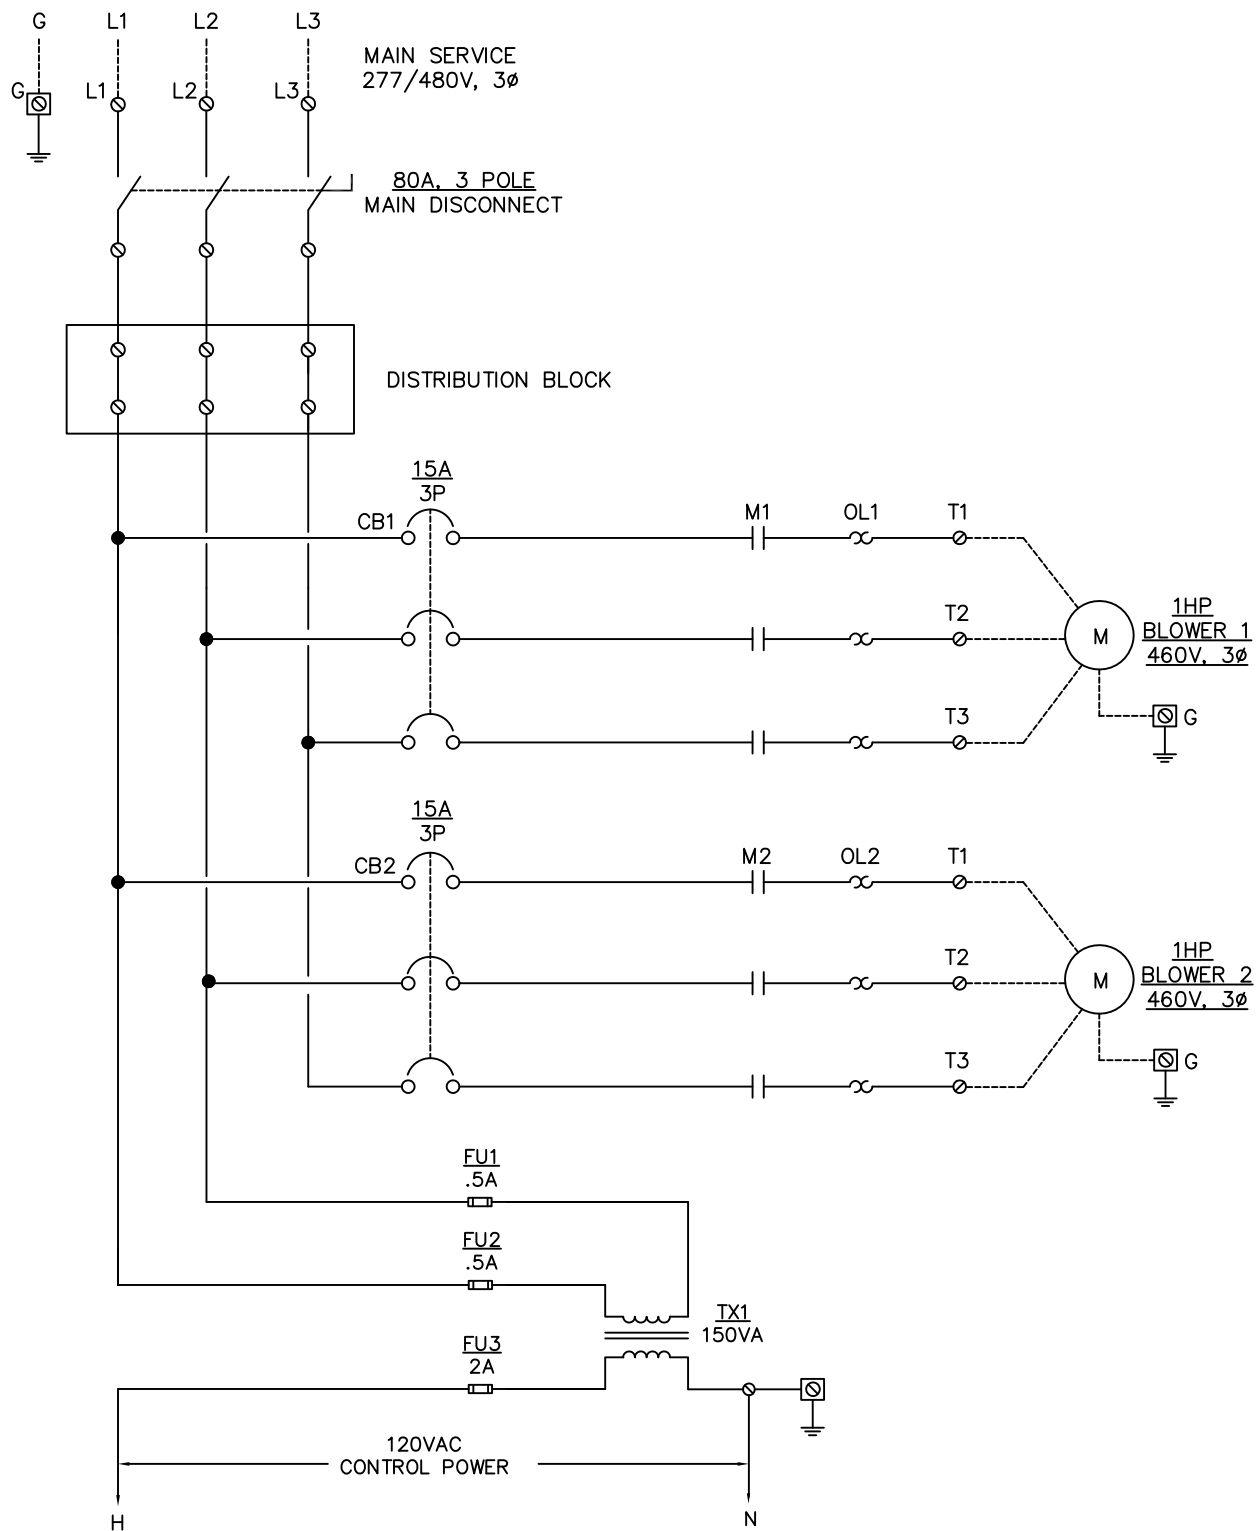 G L1 L2 L3
MAIN SERVICE
277/480V, 3ø
G L1 L2 L3
80A, 3 POLE
MAIN DISCONNECT
DISTRIBUTION BLOCK
15A
3P
CB1 M1 OL1 T1
T2
1HP
BLOWER 1
460V, 3ø
M
T3
G
15A
3P
CB2 M2 OL2 T1
T2
1HP
BLOWER 2
460V, 3ø
M
T3
G
FU1
.5A
FU2
.5A
TX1
150VA
FU3
2A
120VAC
CONTROL POWER
H N